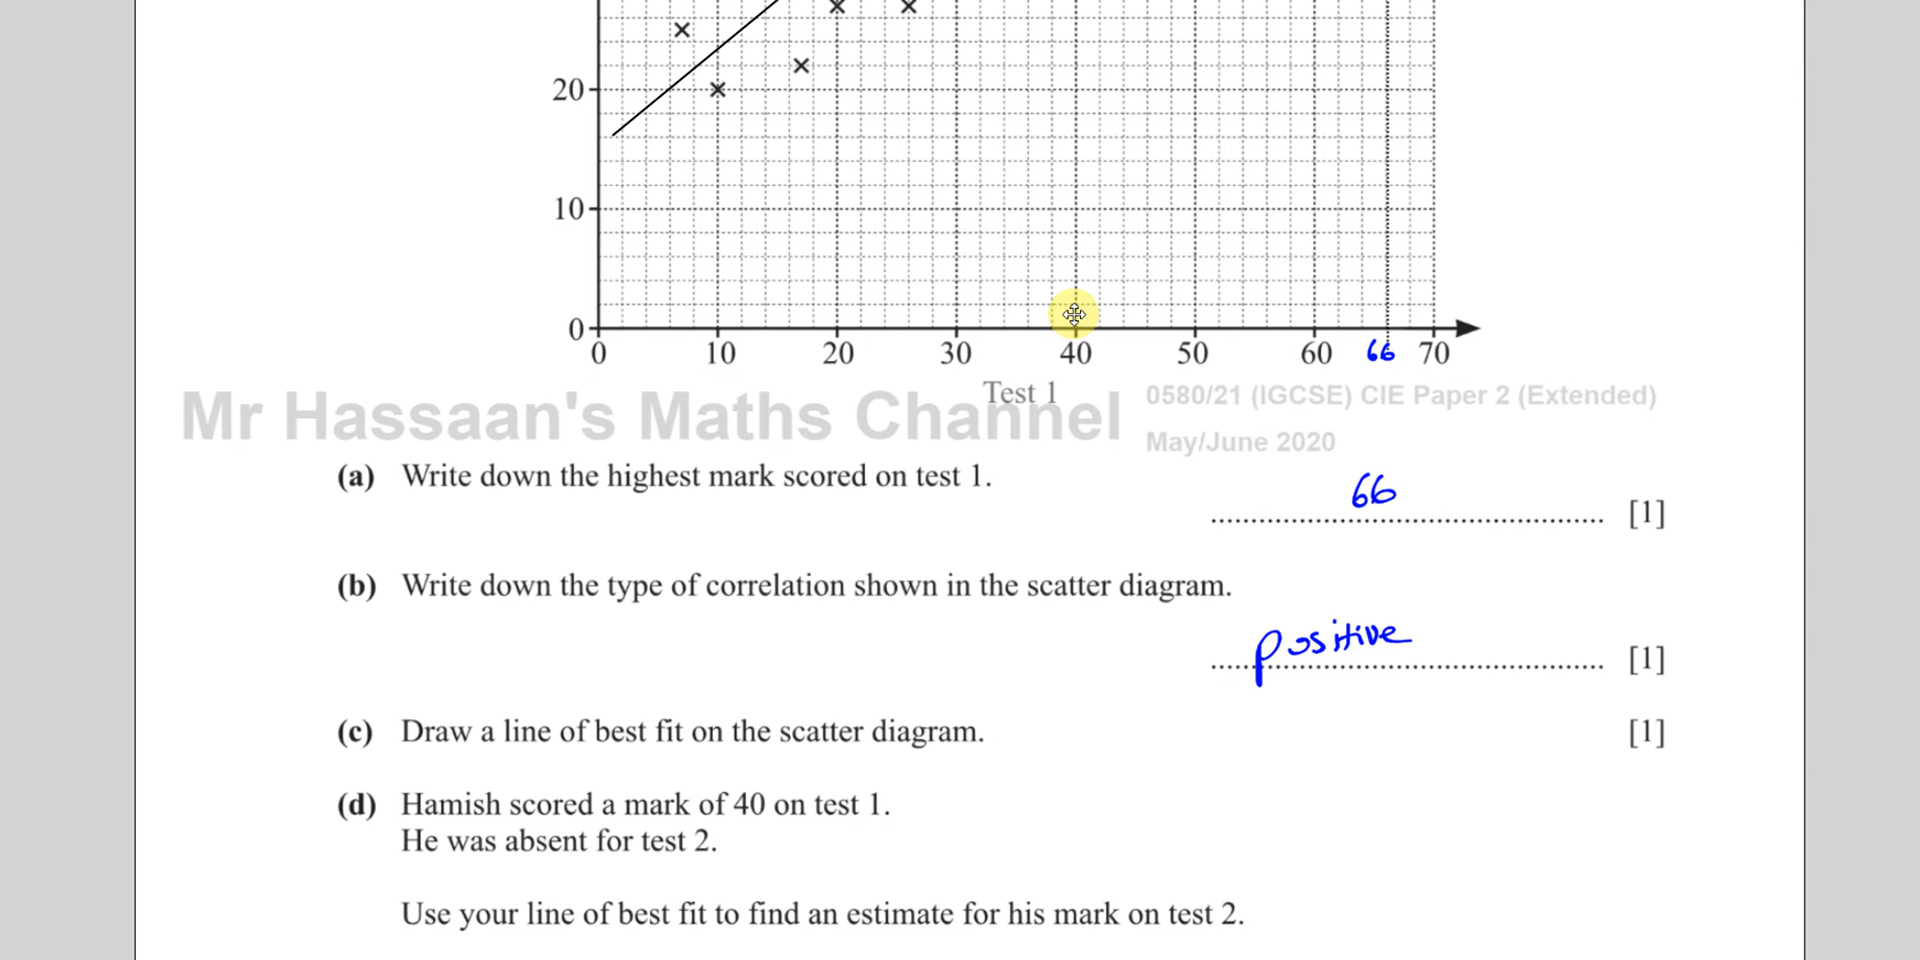 20
10
0
0 10 20 30 40 50 60 66 70
Test 1
Mr Hassaan's Maths Channel
0580/21 (IGCSE) CIE Paper 2 (Extended)
May/June 2020
(a) Write down the highest mark scored on test 1.
66
[1]
(b) Write down the type of correlation shown in the scatter diagram.
positive
[1]
(c) Draw a line of best fit on the scatter diagram. [1]
(d) Hamish scored a mark of 40 on test 1.
He was absent for test 2.
Use your line of best fit to find an estimate for his mark on test 2.